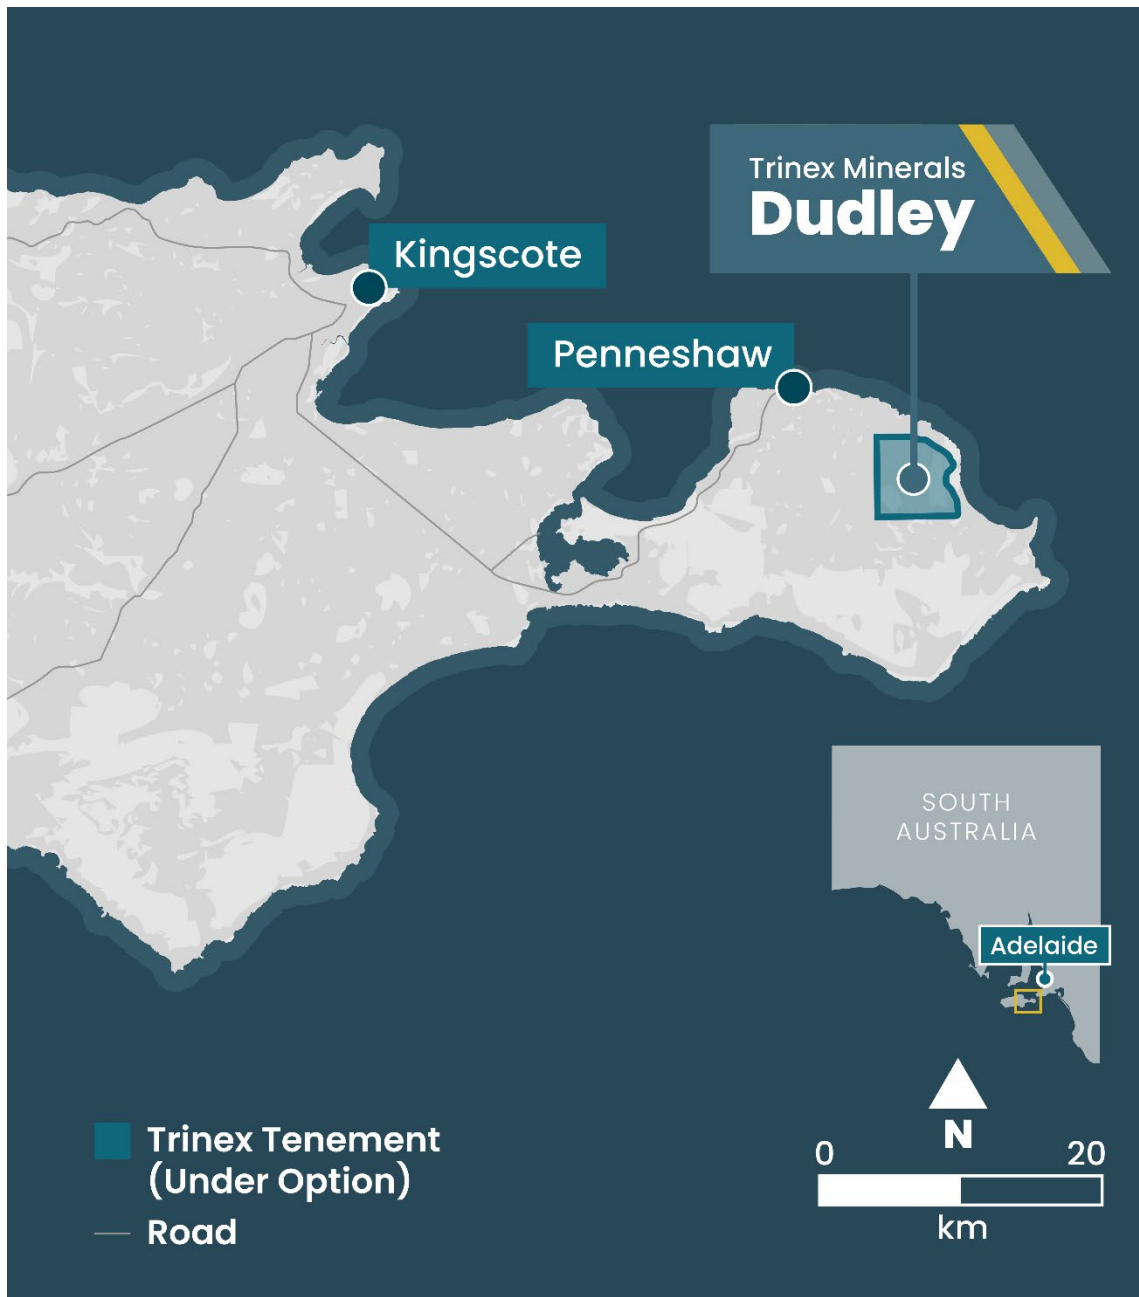 Trinex Minerals
Dudley
Kingscote
Penneshaw
SOUTH
AUSTRALIA
Adelaide
N
0 20
km
Trinex Tenement
(Under Option)
Road